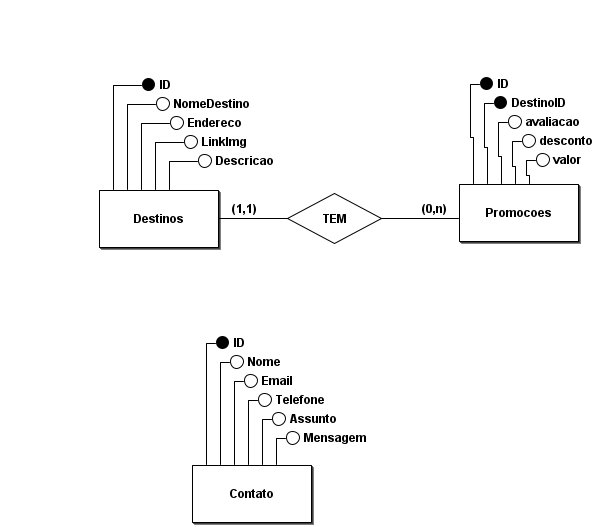 ID
NomeDestino
Endereco
LinkImg
Descricao
Destinos
(1,1)
TEM
(0,n)
ID
DestinoID
avaliacao
desconto
valor
Promocoes
ID
Nome
Email
Telefone
Assunto
Mensagem
Contato